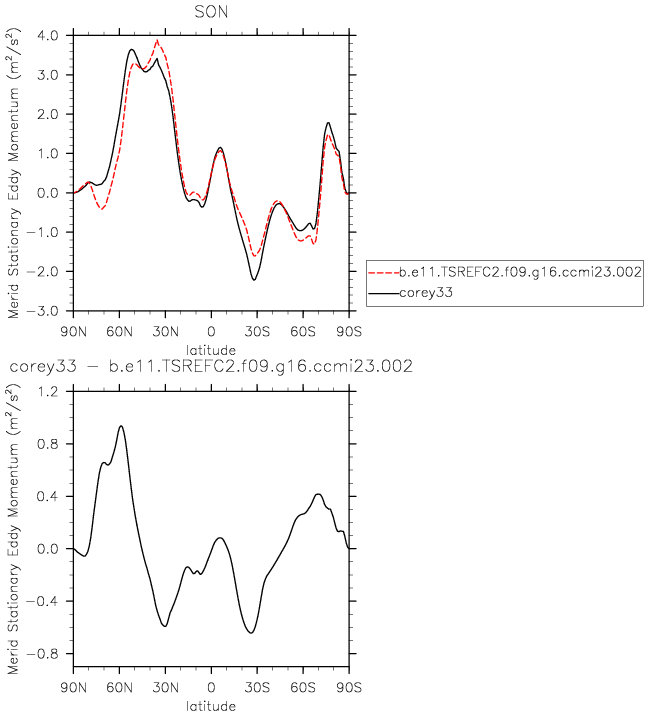 SON
Merid Stationary Eddy Momentum (m²/s²)
4.0
3.0
2.0
1.0
0.0
−1.0
−2.0
−3.0
90N 60N 30N 0 30S 60S 90S
latitude
b.e11.TSREFC2.f09.g16.ccmi23.002
corey33
corey33 − b.e11.TSREFC2.f09.g16.ccmi23.002
Merid Stationary Eddy Momentum (m²/s²)
1.2
0.8
0.4
0.0
−0.4
−0.8
90N 60N 30N 0 30S 60S 90S
latitude